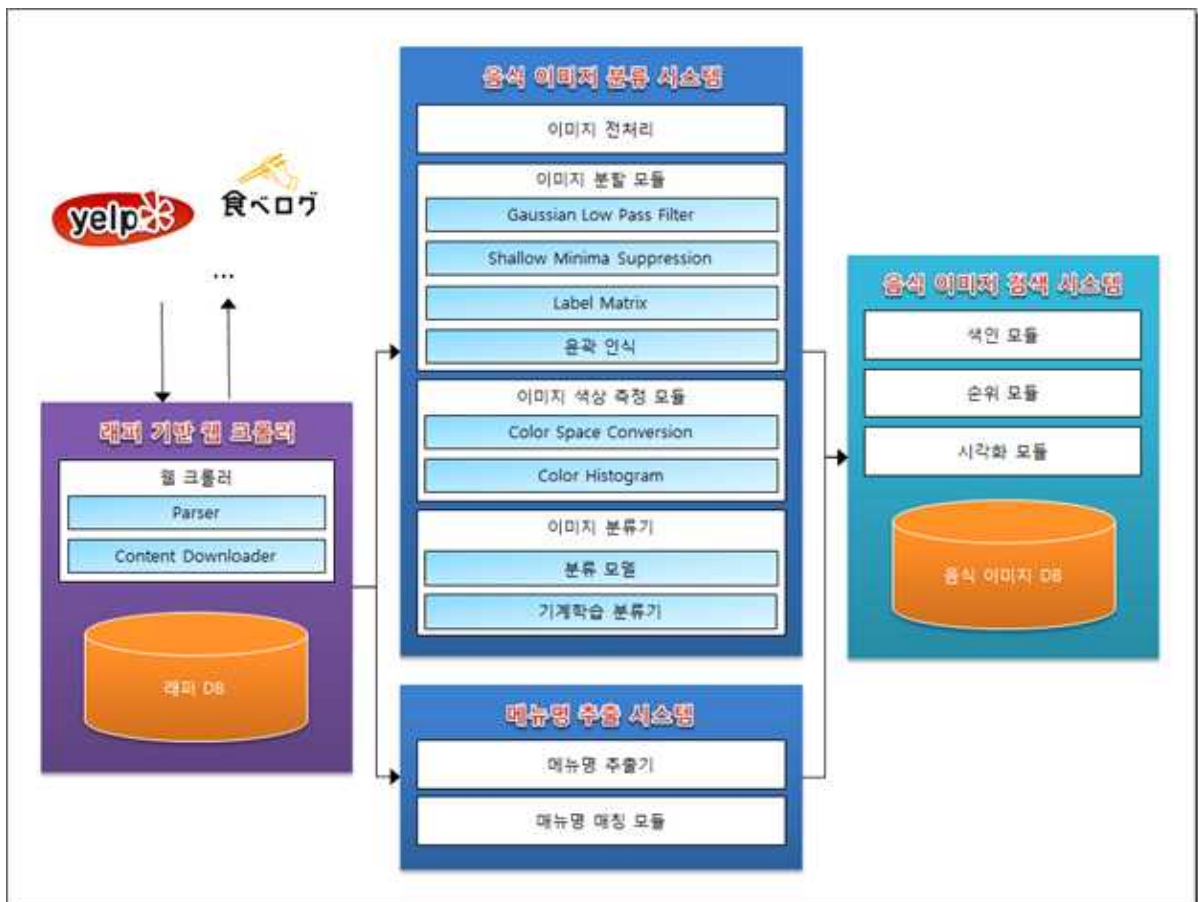 yelp
食べログ
...
래퍼 기반 웹 크롤러
웹 크롤러
Parser
Content Downloader
래퍼 DB
음식 이미지 분류 시스템
이미지 전처리
이미지 분할 모듈
Gaussian Low Pass Filter
Shallow Minima Suppression
Label Matrix
윤곽 인식
이미지 색상 측정 모듈
Color Space Conversion
Color Histogram
이미지 분류기
분류 모델
기계학습 분류기
메뉴명 추출 시스템
메뉴명 추출기
매뉴명 매칭 모듈
음식 이미지 검색 시스템
색인 모듈
순위 모듈
시각화 모듈
음식 이미지 DB